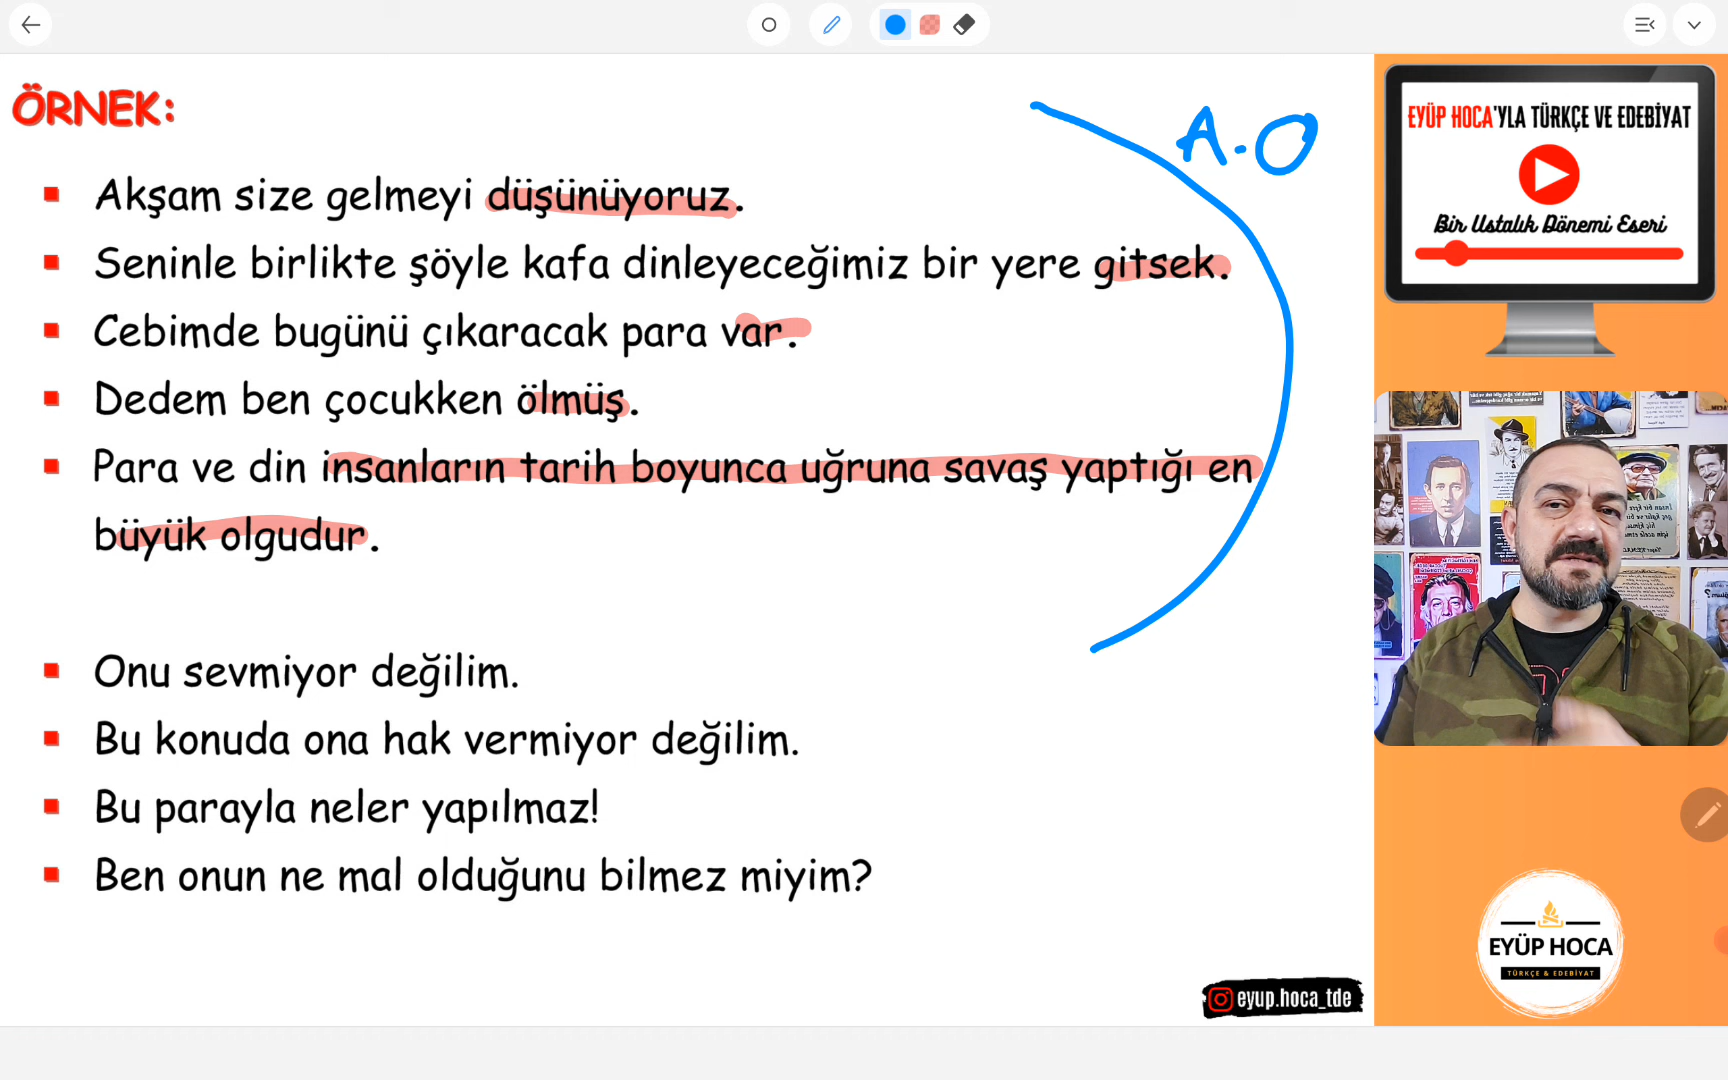 ÖRNEK:
A.O
Akşam size gelmeyi düşünüyoruz.
Seninle birlikte şöyle kafa dinleyeceğimiz bir yere gitsek.
Cebimde bugünü çıkaracak para var.
Dedem ben çocukken ölmüş.
Para ve din insanların tarih boyunca uğruna savaş yaptığı en
büyük olgudur.
Onu sevmiyor değilim.
Bu konuda ona hak vermiyor değilim.
Bu parayla neler yapılmaz!
Ben onun ne mal olduğunu bilmez miyim?
eyup.hoca_tde
EYÜP HOCA'YLA TÜRKÇE VE EDEBİYAT
Bir Ustalık Dönemi Eseri
EYÜP HOCA
TÜRKÇE & EDEBİYAT